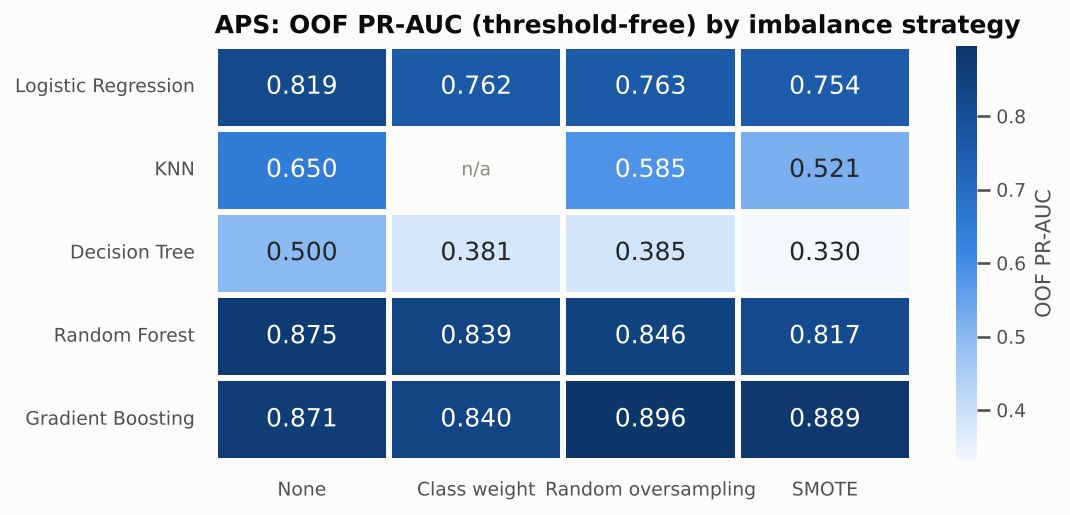 APS: OOF PR-AUC (threshold-free) by imbalance strategy
Logistic Regression 0.819 0.762 0.763 0.754
KNN 0.650 n/a 0.585 0.521
Decision Tree 0.500 0.381 0.385 0.330
Random Forest 0.875 0.839 0.846 0.817
Gradient Boosting 0.871 0.840 0.896 0.889
None Class weight Random oversampling SMOTE
0.8
0.7
0.6
0.5
0.4
OOF PR-AUC